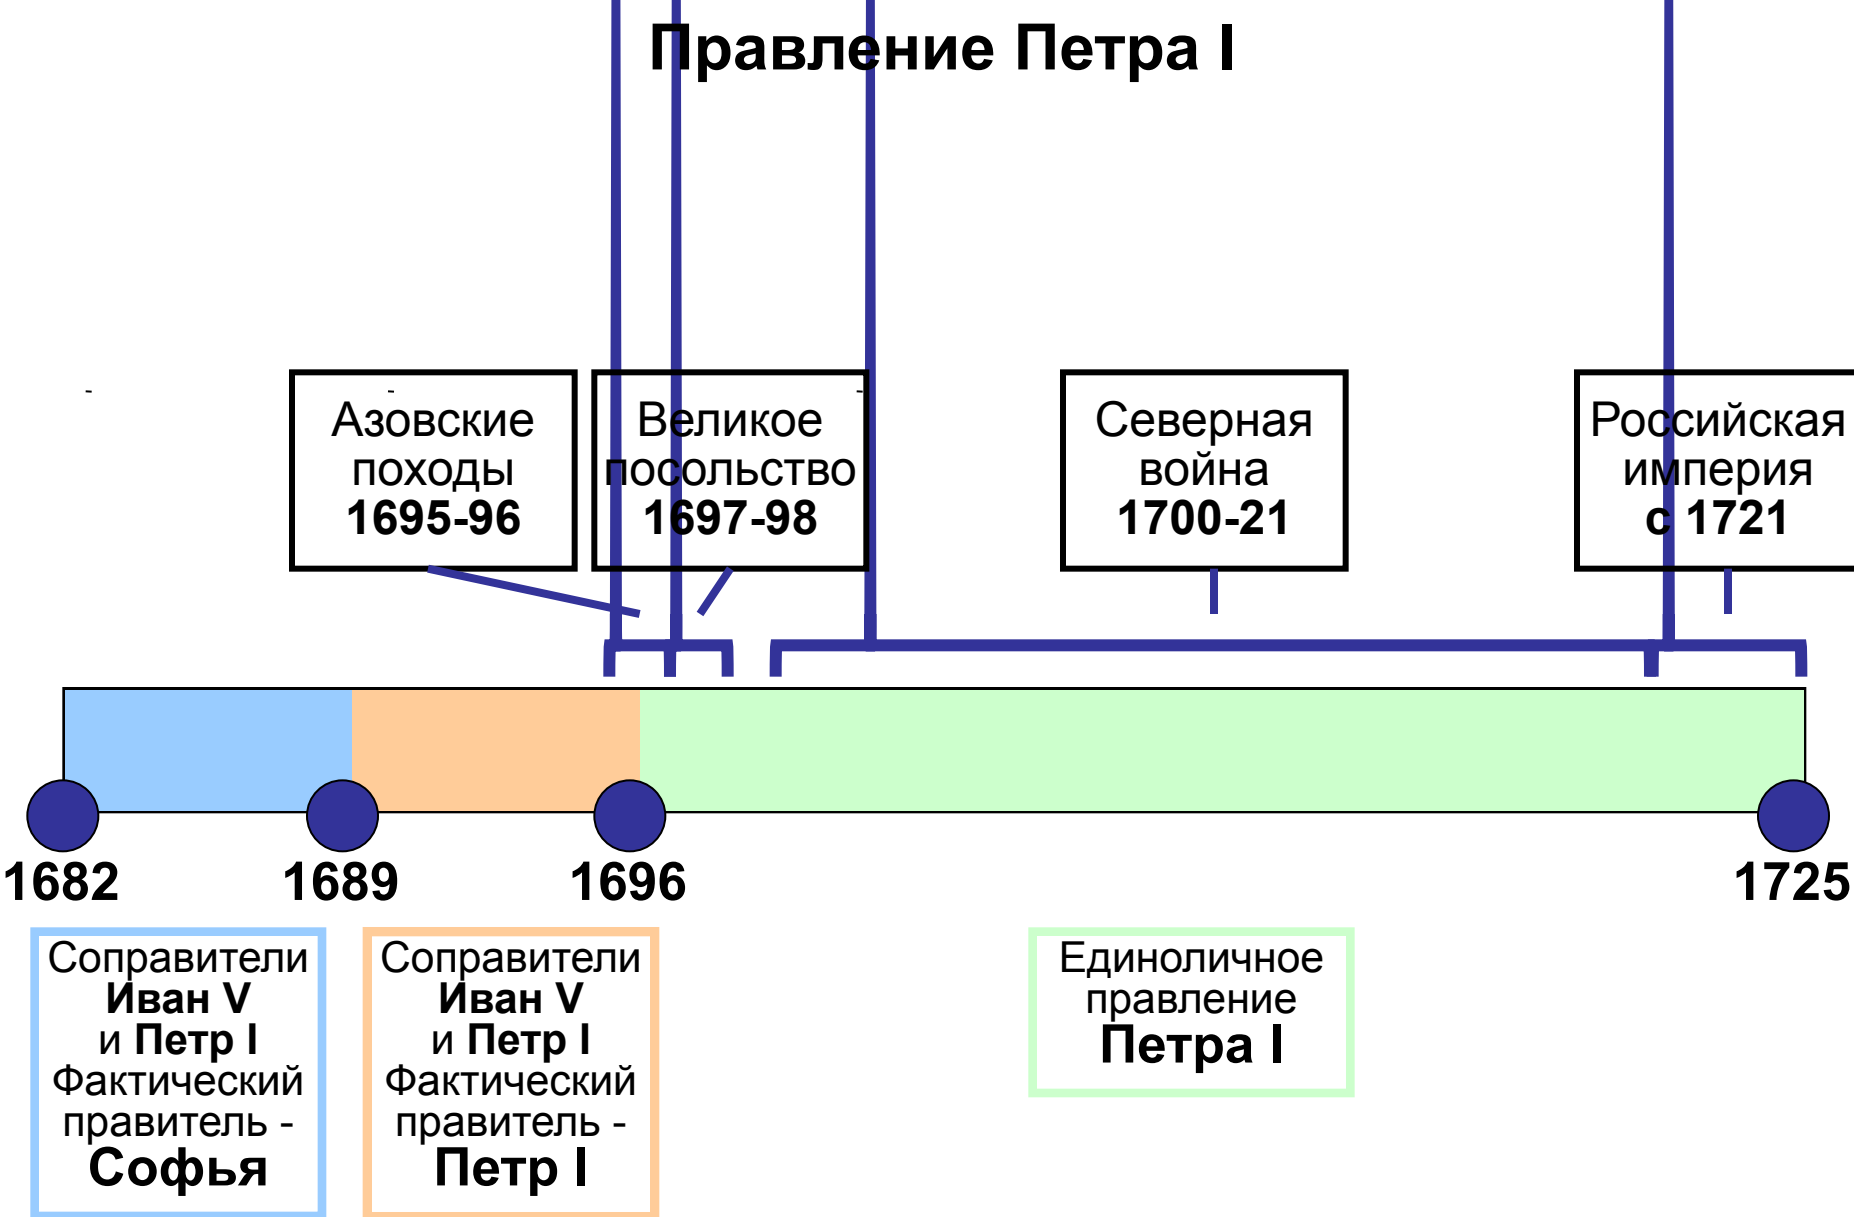 Правление Петра I
- - -
Азовские
походы
1695-96
Великое
посольство
1697-98
Северная
война
1700-21
Российская
империя
с 1721
1682
1689
1696
1725
Соправители
Иван V
и Петр I
Фактический
правитель -
Софья
Соправители
Иван V
и Петр I
Фактический
правитель -
Петр I
Единоличное
правление
Петра I